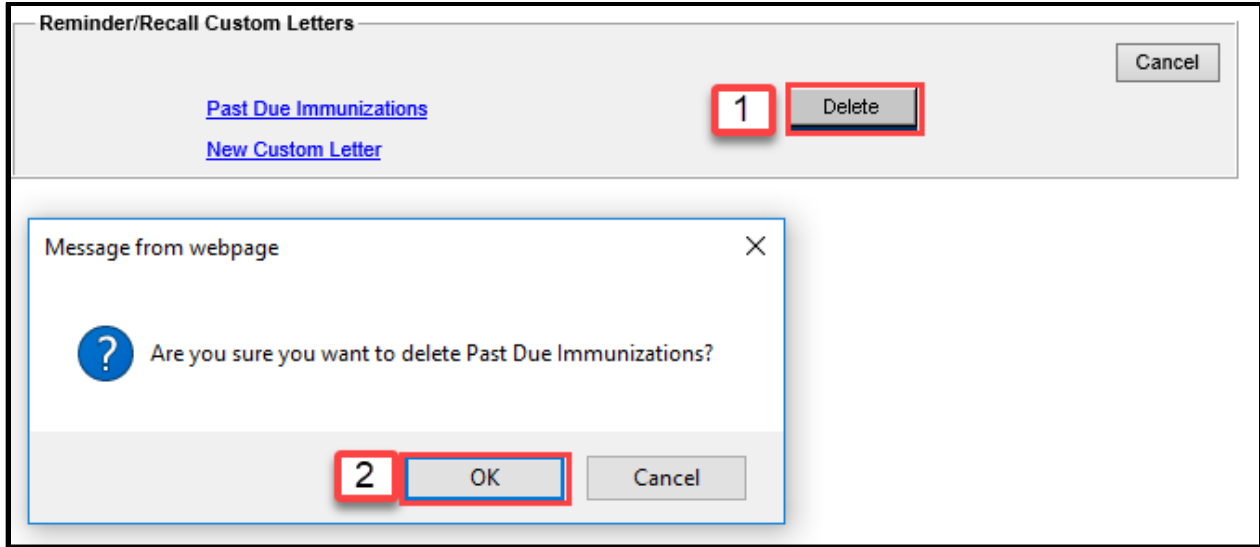 Reminder/Recall Custom Letters
Cancel
Past Due Immunizations
1
Delete
New Custom Letter
Message from webpage
?
Are you sure you want to delete Past Due Immunizations?
2
OK
Cancel